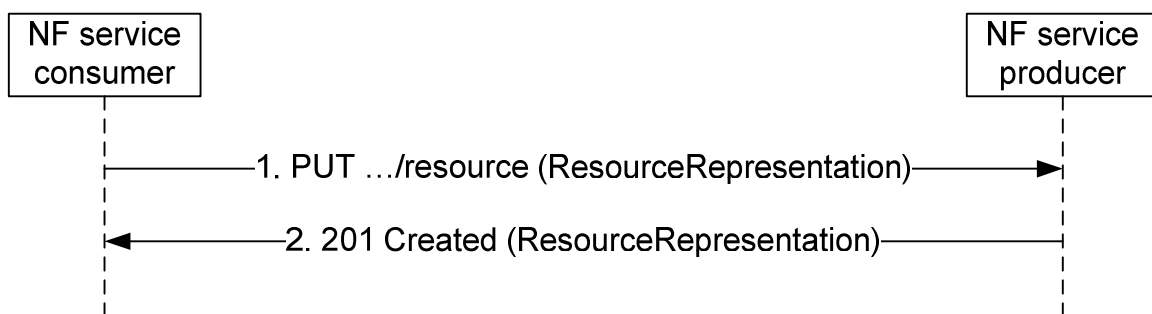 NF service
consumer
NF service
producer
1. PUT …/resource (ResourceRepresentation)
2. 201 Created (ResourceRepresentation)